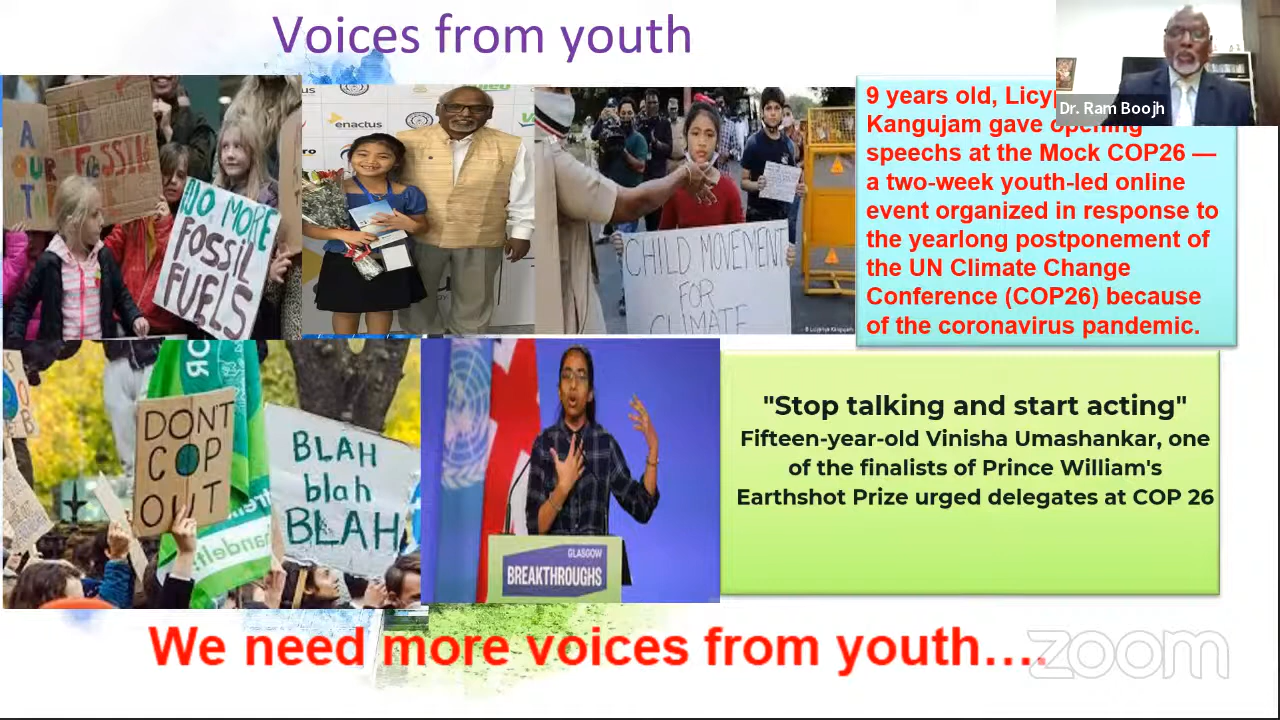 Voices from youth
Dr. Ram Boojh
9 years old, Licy
Kangujam gave opening
speechs at the Mock COP26 —
a two-week youth-led online
event organized in response to
the yearlong postponement of
the UN Climate Change
Conference (COP26) because
of the coronavirus pandemic.
A
OUR
FOSSIL
NO MORE
FOSSIL
FUELS
enactus
CHILD MOVEMENT
FOR
CLIMATE
DON'T
COP
OUT
BLAH
blah
BLAH
GLASGOW
BREAKTHROUGHS
"Stop talking and start acting"
Fifteen-year-old Vinisha Umashankar, one
of the finalists of Prince William's
Earthshot Prize urged delegates at COP 26
We need more voices from youth....
zoom